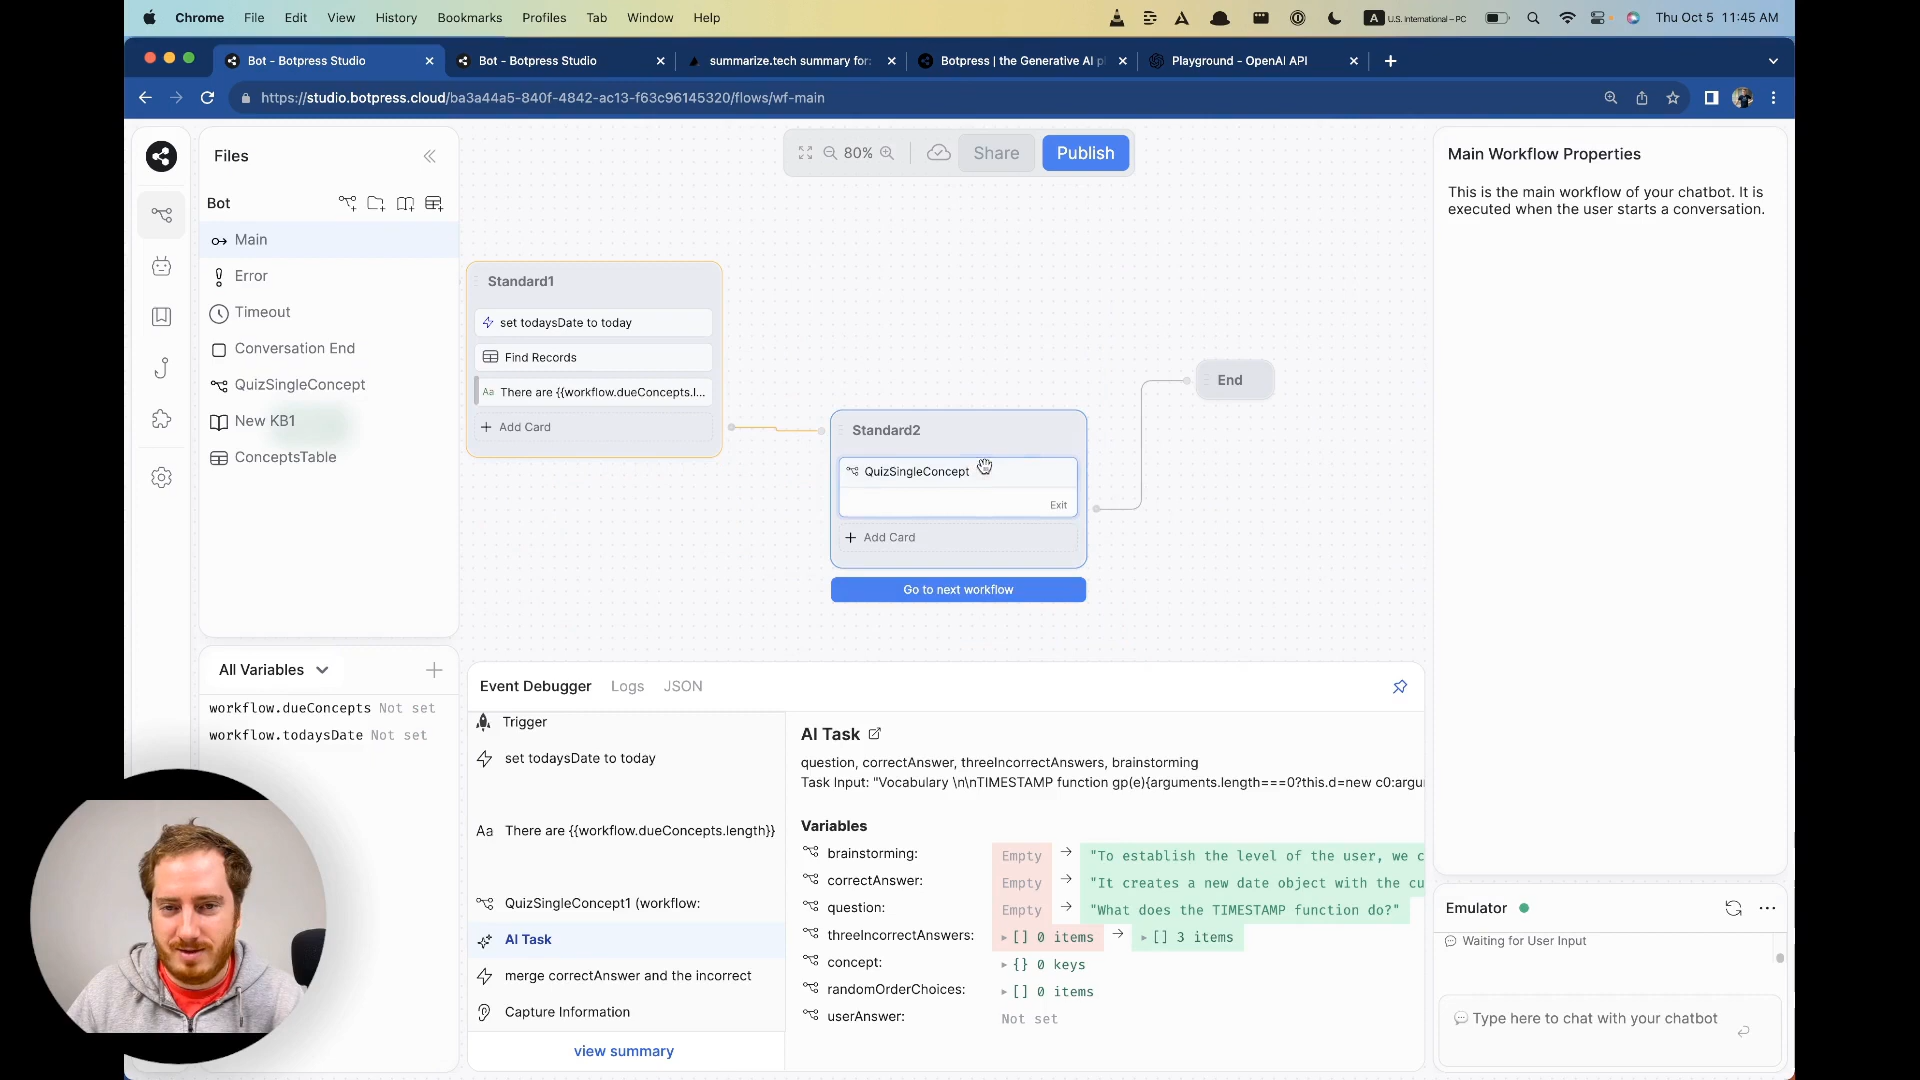 Chrome File Edit View History Bookmarks Profiles Tab Window Help
A U.S. International – PC Thu Oct 5 11:45 AM
Bot - Botpress Studio
Bot - Botpress Studio
summarize.tech summary for:
Botpress | the Generative AI pl
Playground - OpenAI API
https://studio.botpress.cloud/ba3a44a5-840f-4842-ac13-f63c96145320/flows/wf-main
Files
Bot
Main
Error
Timeout
Conversation End
QuizSingleConcept
New KB1
ConceptsTable
80%
Share
Publish
Standard1
set todaysDate to today
Find Records
Aa There are {{workflow.dueConcepts.l...
+ Add Card
Standard2
QuizSingleConcept
Exit
+ Add Card
Go to next workflow
End
Main Workflow Properties
This is the main workflow of your chatbot. It is
executed when the user starts a conversation.
All Variables
workflow.dueConcepts Not set
workflow.todaysDate Not set
Event Debugger Logs JSON
Trigger
set todaysDate to today
Aa There are {{workflow.dueConcepts.length}}
QuizSingleConcept1 (workflow:
AI Task
merge correctAnswer and the incorrect
Capture Information
view summary
AI Task
question, correctAnswer, threeIncorrectAnswers, brainstorming
Task Input: "Vocabulary \n\nTIMESTAMP function gp(e){arguments.length===0?this.d=new c0:argu
Variables
brainstorming: Empty → "To establish the level of the user, we c
correctAnswer: Empty → "It creates a new date object with the cu
question: Empty → "What does the TIMESTAMP function do?"
threeIncorrectAnswers: [] 0 items → [] 3 items
concept: {} 0 keys
randomOrderChoices: [] 0 items
userAnswer: Not set
Emulator
Waiting for User Input
Type here to chat with your chatbot